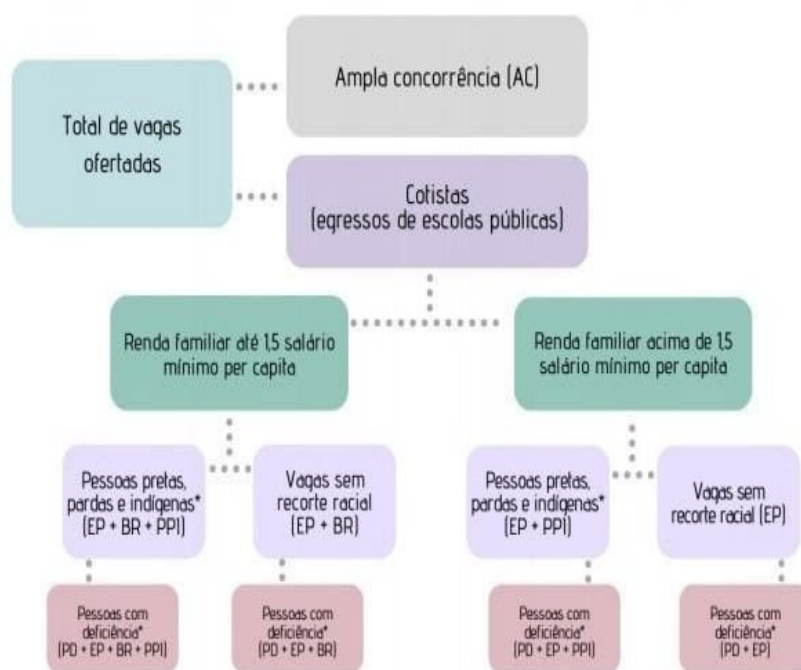 Total de vagas
ofertadas
Ampla concorrência (AC)
Cotistas
(egressos de escolas públicas)
Renda familiar até 1,5 salário
mínimo per capita
Renda familiar acima de 1,5
salário mínimo per capita
Pessoas pretas,
pardas e indígenas*
(EP + BR + PPI)
Vagas sem
recorte racial
(EP + BR)
Pessoas pretas,
pardas e indígenas*
(EP + PPI)
Vagas sem
recorte racial (EP)
Pessoas com
deficiência*
(PD + EP + BR + PPI)
Pessoas com
deficiência*
(PD + EP + BR)
Pessoas com
deficiência*
(PD + EP + PPI)
Pessoas com
deficiência*
(PD + EP)